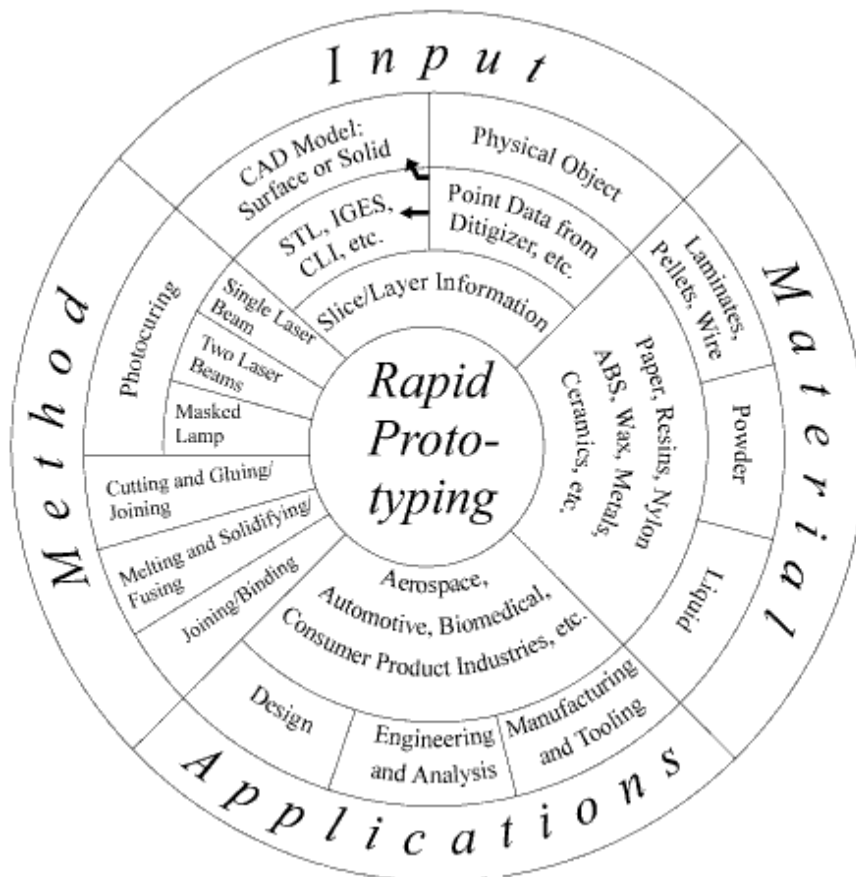 Input
CAD Model:
Surface or Solid
Physical Object
STL, IGES,
CLI, etc.
Point Data from
Ditigizer, etc.
Slice/Layer Information
Method
Photocuring
Single Laser
Beam
Two Laser
Beams
Masked
Lamp
Cutting and Gluing/
Joining
Melting and Solidifying/
Fusing
Joining/Binding
Rapid
Proto-
typing
Material
Laminates,
Pellets, Wire
Powder
Liquid
Paper, Resins, Nylon
ABS, Wax, Metals,
Ceramics, etc.
Aerospace,
Automotive, Biomedical,
Consumer Product Industries, etc.
Design
Engineering
and Analysis
Manufacturing
and Tooling
Applications